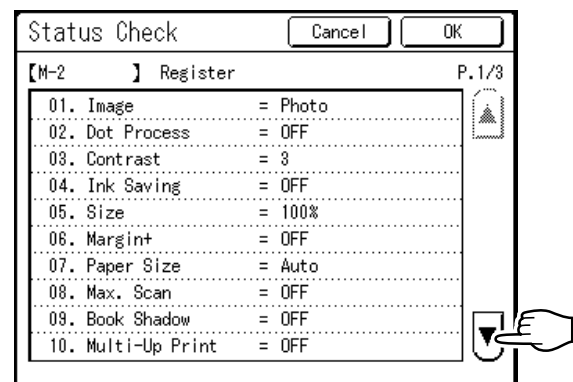 Status Check Cancel OK
【M-2 】 Register P.1/3
01. Image = Photo
02. Dot Process = OFF
03. Contrast = 3
04. Ink Saving = OFF
05. Size = 100%
06. Margin+ = OFF
07. Paper Size = Auto
08. Max. Scan = OFF
09. Book Shadow = OFF
10. Multi-Up Print = OFF